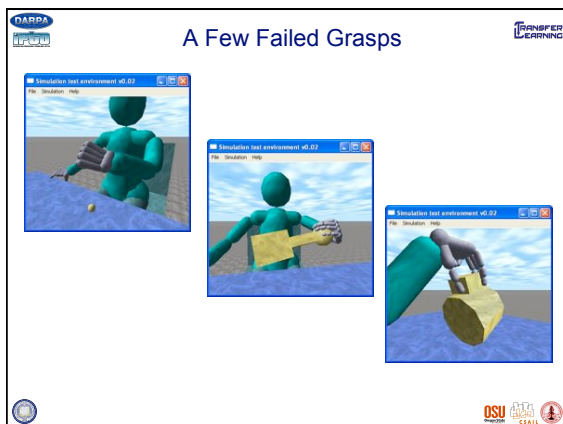 DARPA
IPTO
A Few Failed Grasps
TRANSFER
LEARNING
Simulation test environment v0.02
File Simulation Help
Simulation test environment v0.02
File Simulation Help
Simulation test environment v0.02
File Simulation Help
OSU
CSAIL